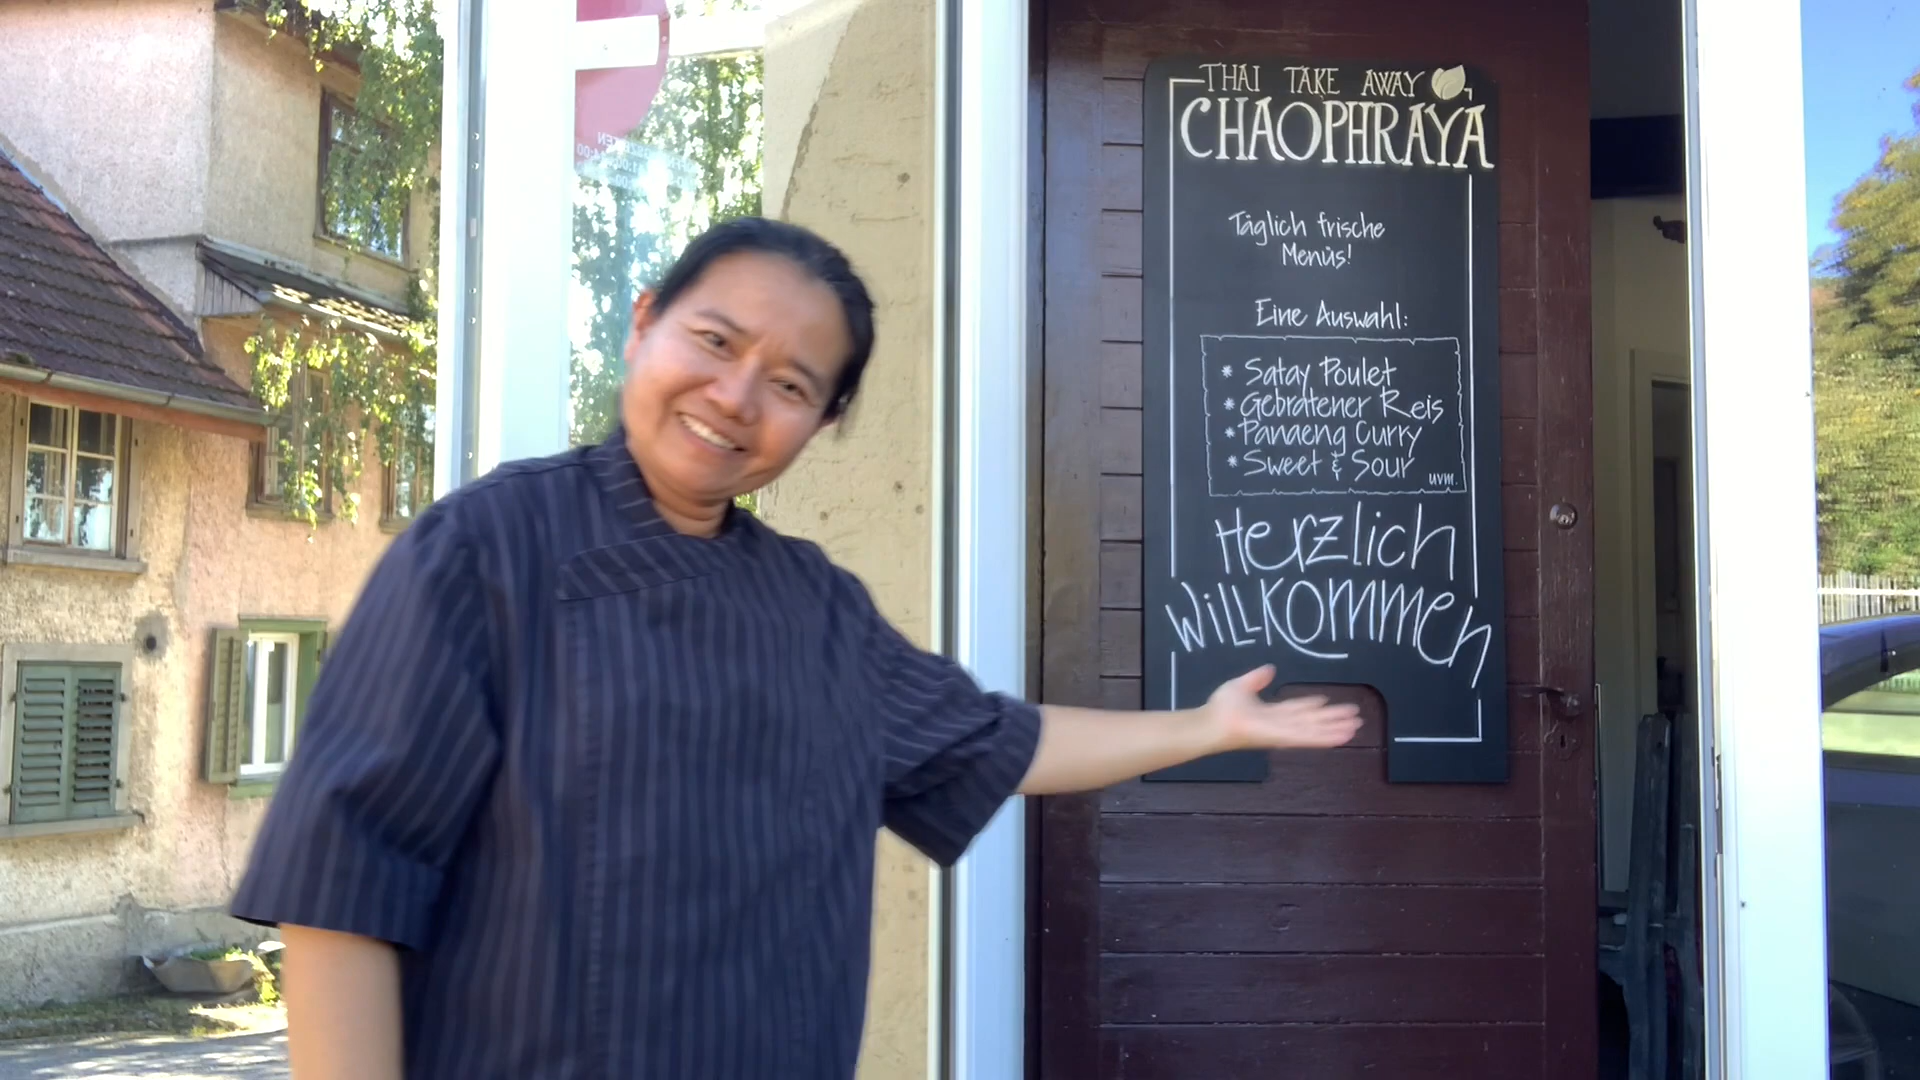 THAI TAKE AWAY
CHAOPHRAYA
Täglich frische
Menüs!
Eine Auswahl:
* Satay Poulet
* Gebratener Reis
* Panaeng Curry
* Sweet & Sour
uvm.
Herzlich
Willkommen